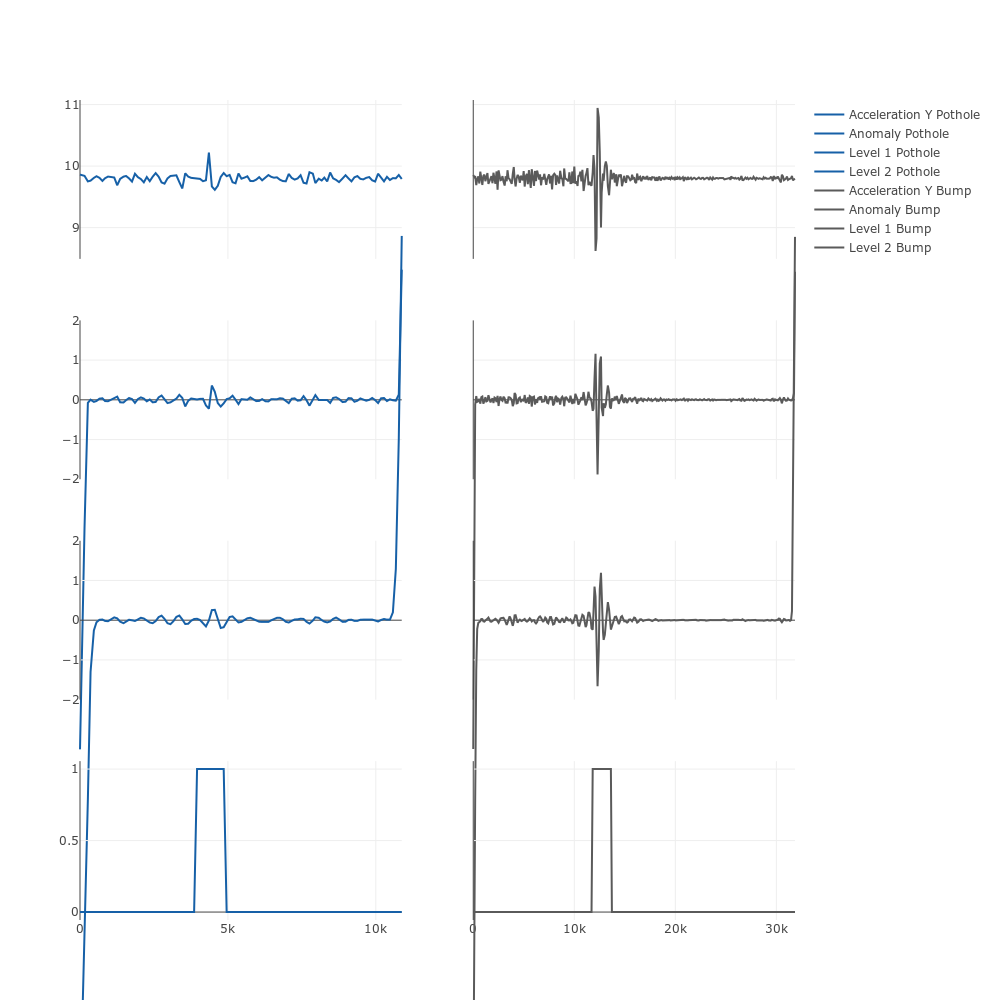 11
10
9
Acceleration Y Pothole
Anomaly Pothole
Level 1 Pothole
Level 2 Pothole
Acceleration Y Bump
Anomaly Bump
Level 1 Bump
Level 2 Bump
2
1
0
−1
−2
2
1
0
−1
−2
1
0.5
0
0 5k 10k
0 10k 20k 30k